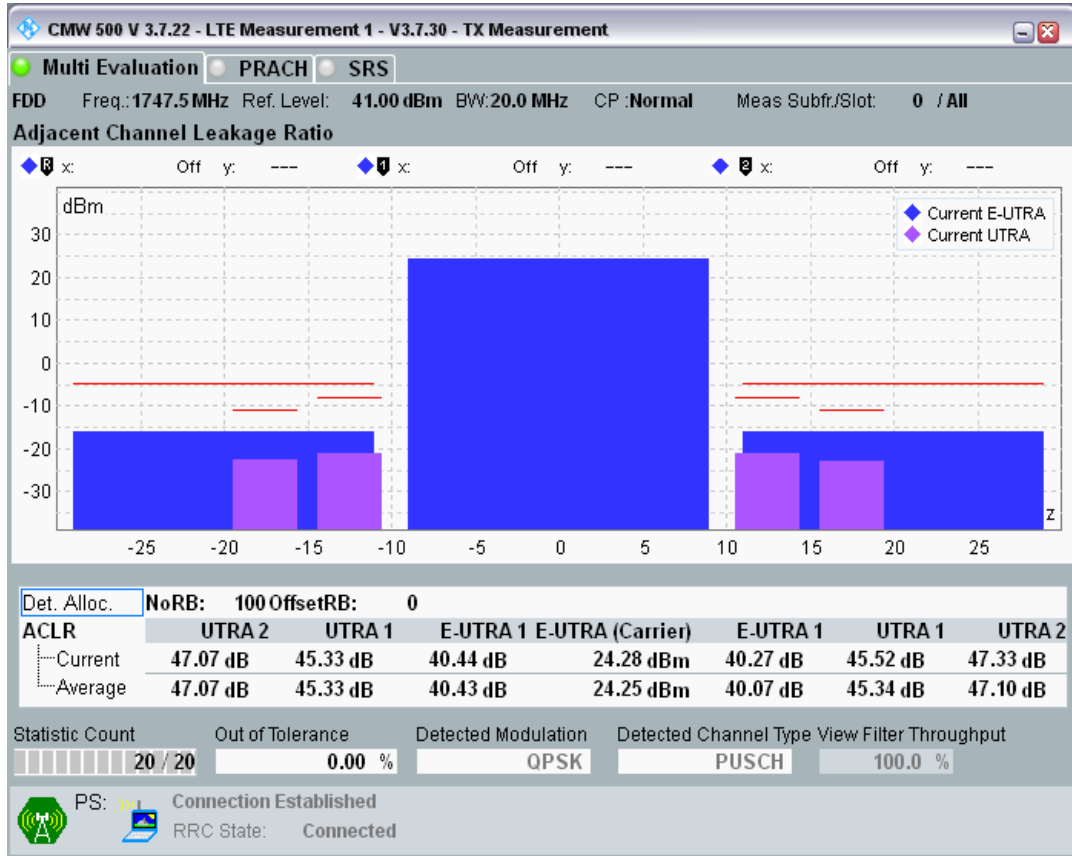 CMW 500 V 3.7.22 - LTE Measurement 1 - V3.7.30 - TX Measurement
Multi Evaluation PRACH SRS
FDD Freq.: 1747.5 MHz Ref. Level: 41.00 dBm BW: 20.0 MHz CP : Normal Meas Subfr./Slot: 0 / All
Adjacent Channel Leakage Ratio
R x: Off y: --- 1 x: Off y: --- 2 x: Off y: ---
dBm
Current E-UTRA
Current UTRA
30
20
10
0
-10
-20
-30
z
-25 -20 -15 -10 -5 0 5 10 15 20 25
Det. Alloc. NoRB: 100 OffsetRB: 0
ACLR UTRA 2 UTRA 1 E-UTRA 1 E-UTRA (Carrier) E-UTRA 1 UTRA 1 UTRA 2
Current 47.07 dB 45.33 dB 40.44 dB 24.28 dBm 40.27 dB 45.52 dB 47.33 dB
Average 47.07 dB 45.33 dB 40.43 dB 24.25 dBm 40.07 dB 45.34 dB 47.10 dB
Statistic Count Out of Tolerance Detected Modulation Detected Channel Type View Filter Throughput
20 / 20 0.00 % QPSK PUSCH 100.0 %
PS: Connection Established
RRC State: Connected